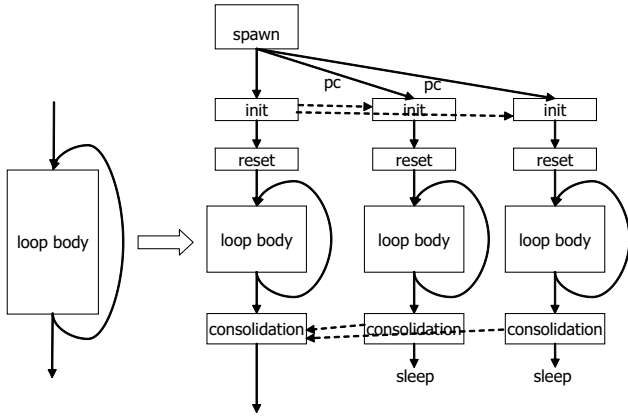 spawn
pc pc
init init init
reset reset reset
loop body loop body loop body loop body
consolidation consolidation consolidation
sleep sleep